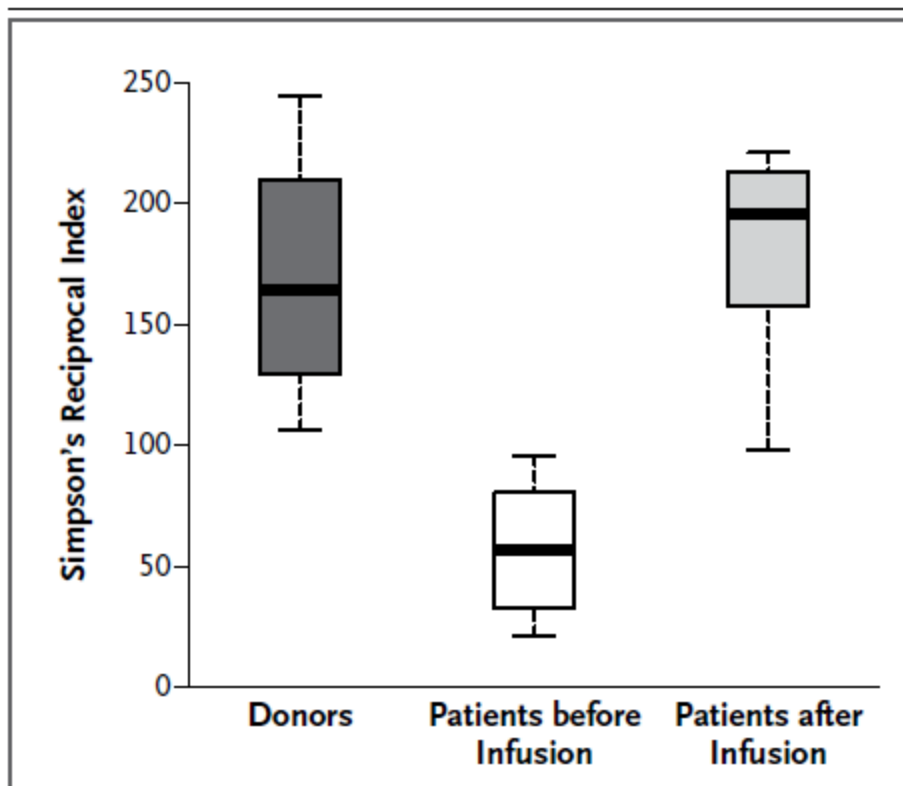 Simpson's Reciprocal Index
250
200
150
100
50
0
Donors
Patients before
Infusion
Patients after
Infusion